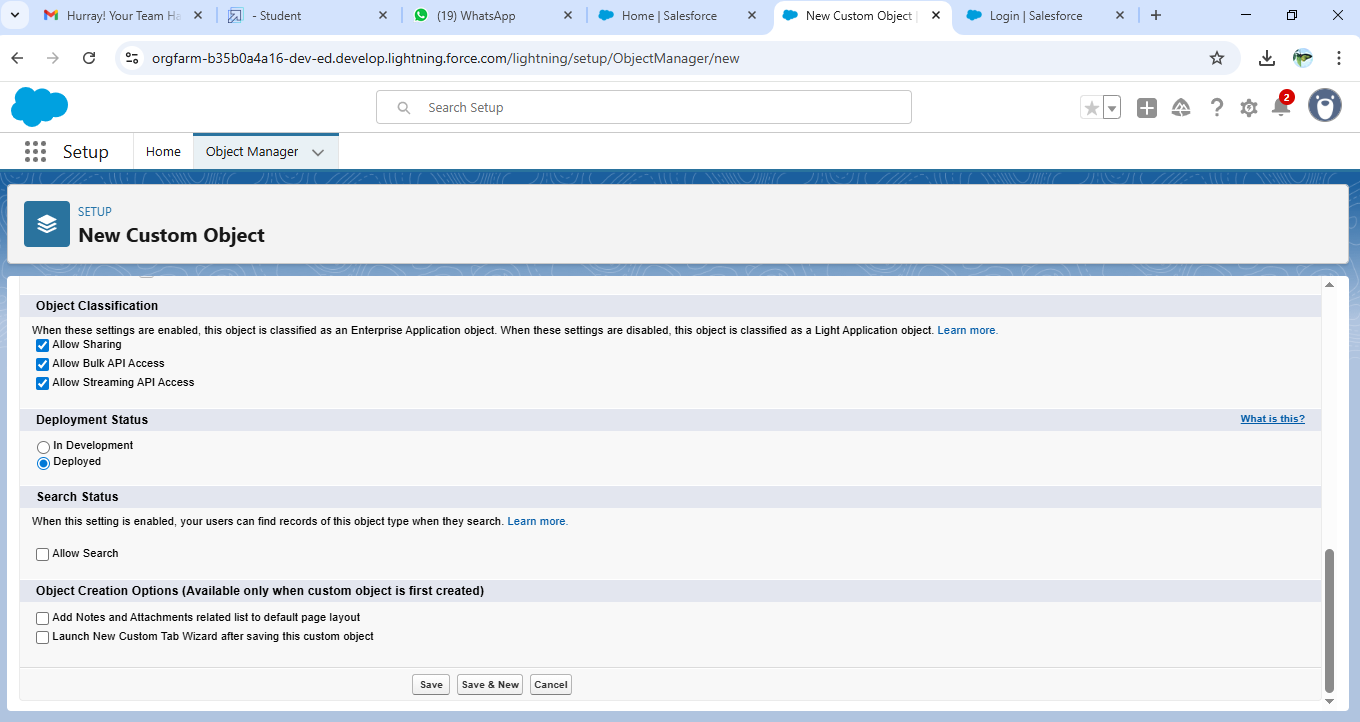 Hurray! Your Team Ha
- Student
(19) WhatsApp
Home | Salesforce
New Custom Object |
Login | Salesforce
orgfarm-b35b0a4a16-dev-ed.develop.lightning.force.com/lightning/setup/ObjectManager/new
Search Setup
2
Setup
Home
Object Manager
SETUP
New Custom Object
Object Classification
When these settings are enabled, this object is classified as an Enterprise Application object. When these settings are disabled, this object is classified as a Light Application object. Learn more.
Allow Sharing
Allow Bulk API Access
Allow Streaming API Access
Deployment Status
What is this?
In Development
Deployed
Search Status
When this setting is enabled, your users can find records of this object type when they search. Learn more.
Allow Search
Object Creation Options (Available only when custom object is first created)
Add Notes and Attachments related list to default page layout
Launch New Custom Tab Wizard after saving this custom object
Save
Save & New
Cancel